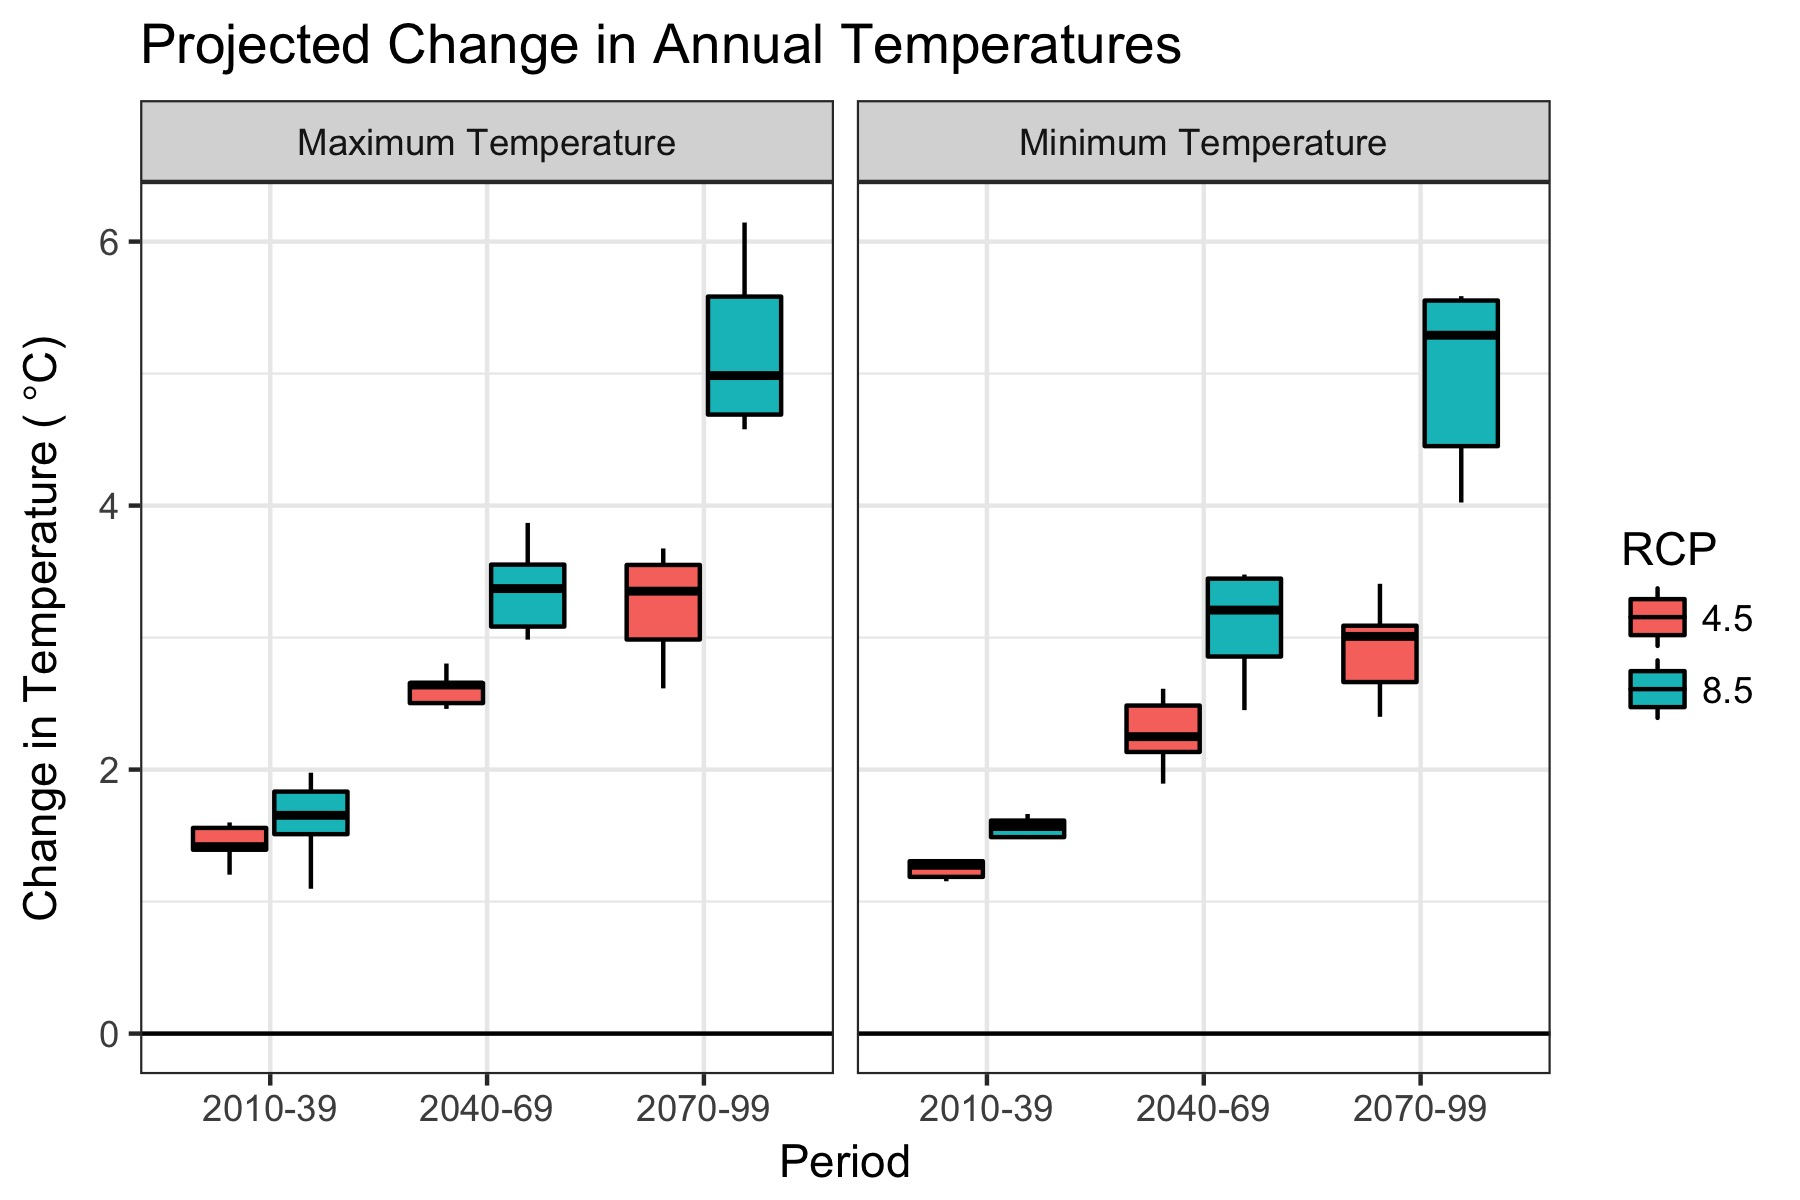 Projected Change in Annual Temperatures
Maximum Temperature
Minimum Temperature
Change in Temperature ( °C)
6
4
2
0
2010-39
2040-69
2070-99
2010-39
2040-69
2070-99
Period
RCP
4.5
8.5